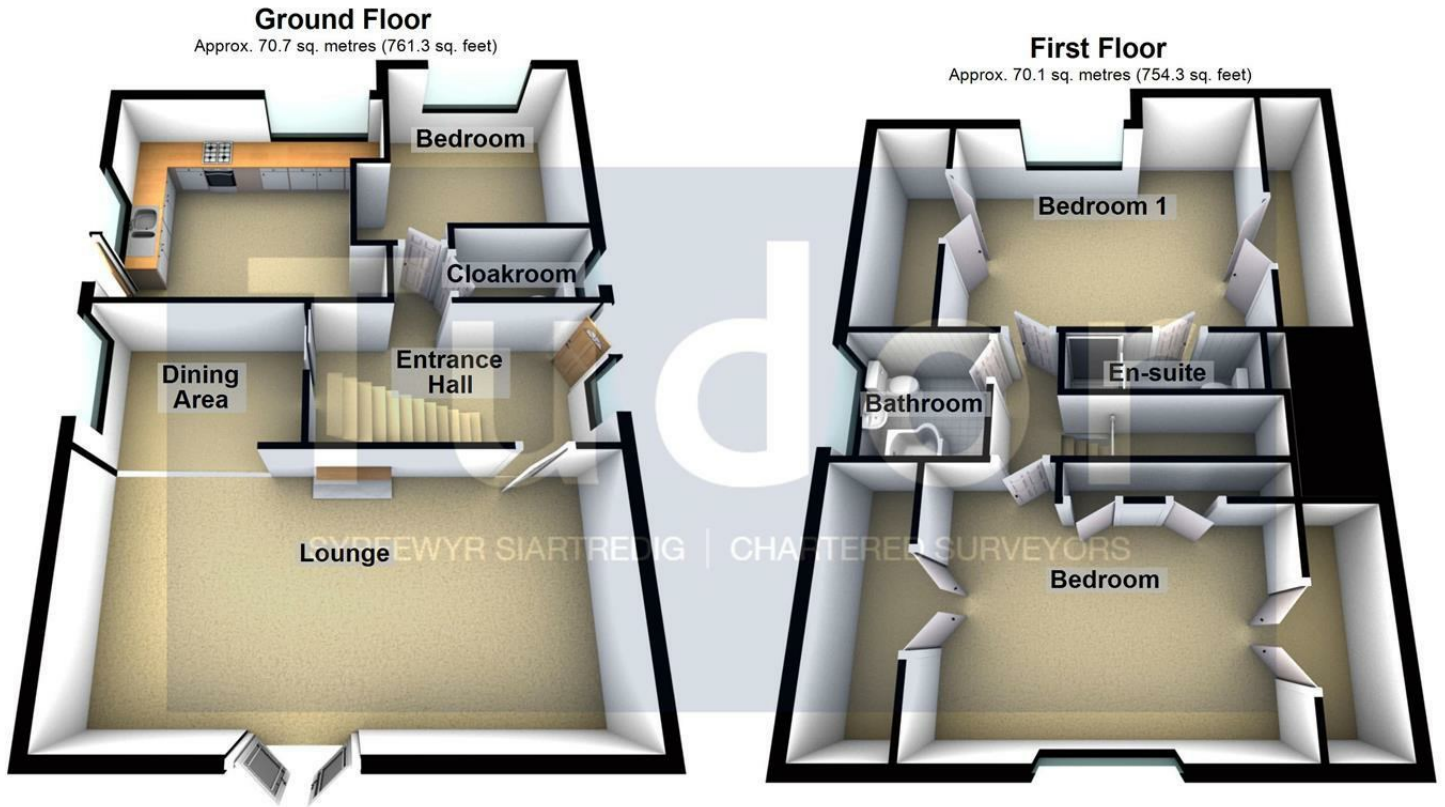 Ground Floor
Approx. 70.7 sq. metres (761.3 sq. feet)
Bedroom
Cloakroom
Entrance
Hall
Dining
Area
Lounge
First Floor
Approx. 70.1 sq. metres (754.3 sq. feet)
Bedroom 1
En-suite
Bathroom
Bedroom
Tudor
SYRFEWYR SIARTREDIG | CHARTERED SURVEYORS